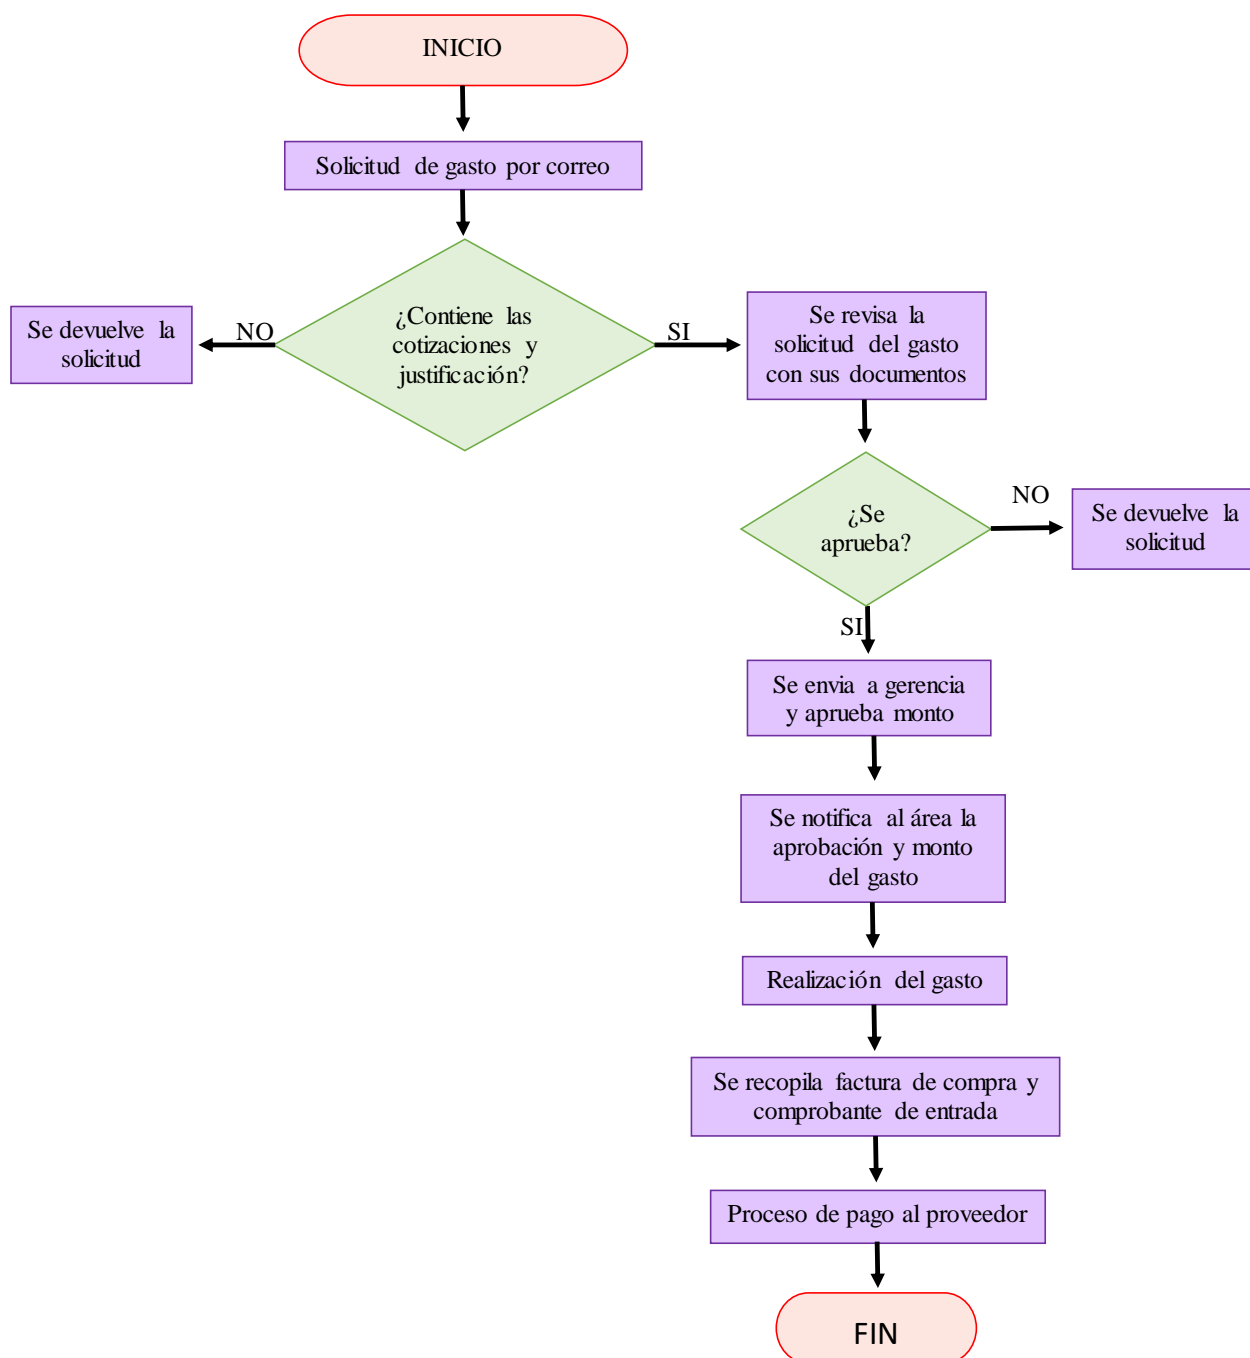 INICIO
Solicitud de gasto por correo
¿Contiene las
cotizaciones y
justificación?
NO
Se devuelve la
solicitud
SI
Se revisa la
solicitud del gasto
con sus documentos
¿Se
aprueba?
NO
Se devuelve la
solicitud
SI
Se envia a gerencia
y aprueba monto
Se notifica al área la
aprobación y monto
del gasto
Realización del gasto
Se recopila factura de compra y
comprobante de entrada
Proceso de pago al proveedor
FIN